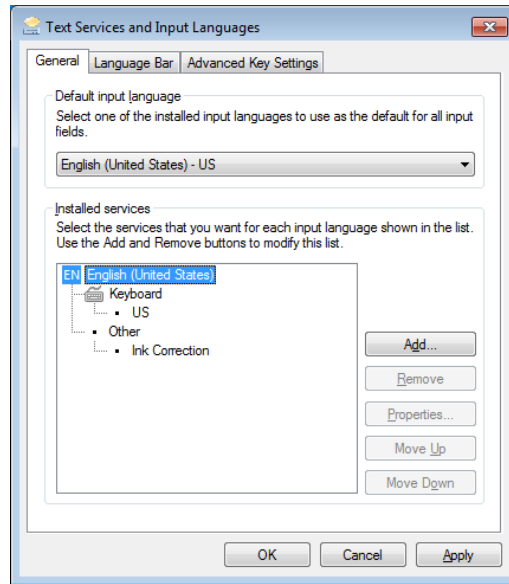 Text Services and Input Languages
General
Language Bar
Advanced Key Settings
Default input language
Select one of the installed input languages to use as the default for all input
fields.
English (United States) - US
Installed services
Select the services that you want for each input language shown in the list.
Use the Add and Remove buttons to modify this list.
EN English (United States)
Keyboard
US
Other
Ink Correction
Add...
Remove
Properties...
Move Up
Move Down
OK
Cancel
Apply